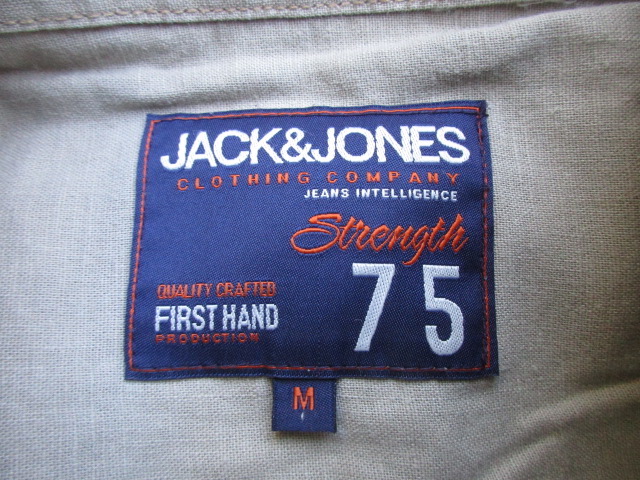 JACK&JONES
CLOTHING COMPANY
JEANS INTELLIGENCE
Strength
75
QUALITY CRAFTED
FIRST HAND
PRODUCTION
M